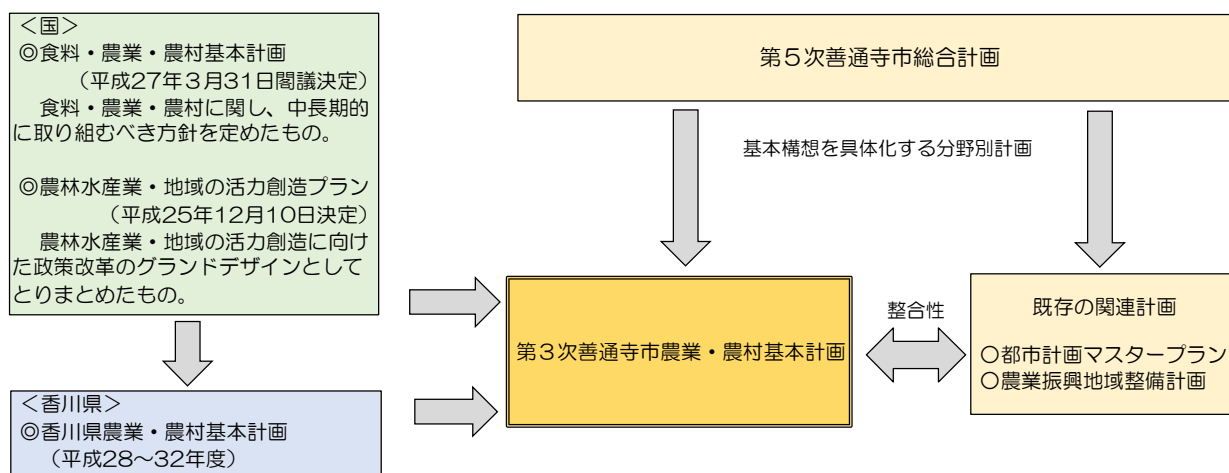 ＜国＞
◎食料・農業・農村基本計画
（平成27年３月31日閣議決定）
食料・農業・農村に関し、中長期的
に取り組むべき方針を定めたもの。
◎農林水産業・地域の活力創造プラン
（平成25年12月10日決定）
農林水産業・地域の活力創造に向け
た政策改革のグランドデザインとして
とりまとめたもの。
＜香川県＞
◎香川県農業・農村基本計画
（平成28～32年度）
第５次善通寺市総合計画
基本構想を具体化する分野別計画
第３次善通寺市農業・農村基本計画
整合性
既存の関連計画
○都市計画マスタープラン
○農業振興地域整備計画